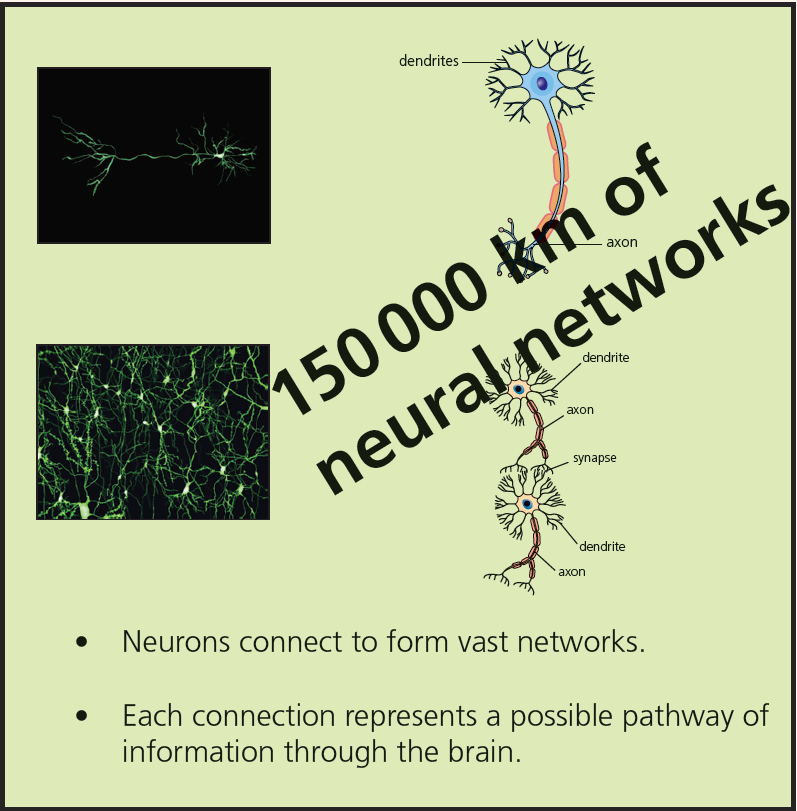 dendrites
axon
150 000 km of
neural networks
dendrite
axon
synapse
dendrite
axon
• Neurons connect to form vast networks.
• Each connection represents a possible pathway of
information through the brain.